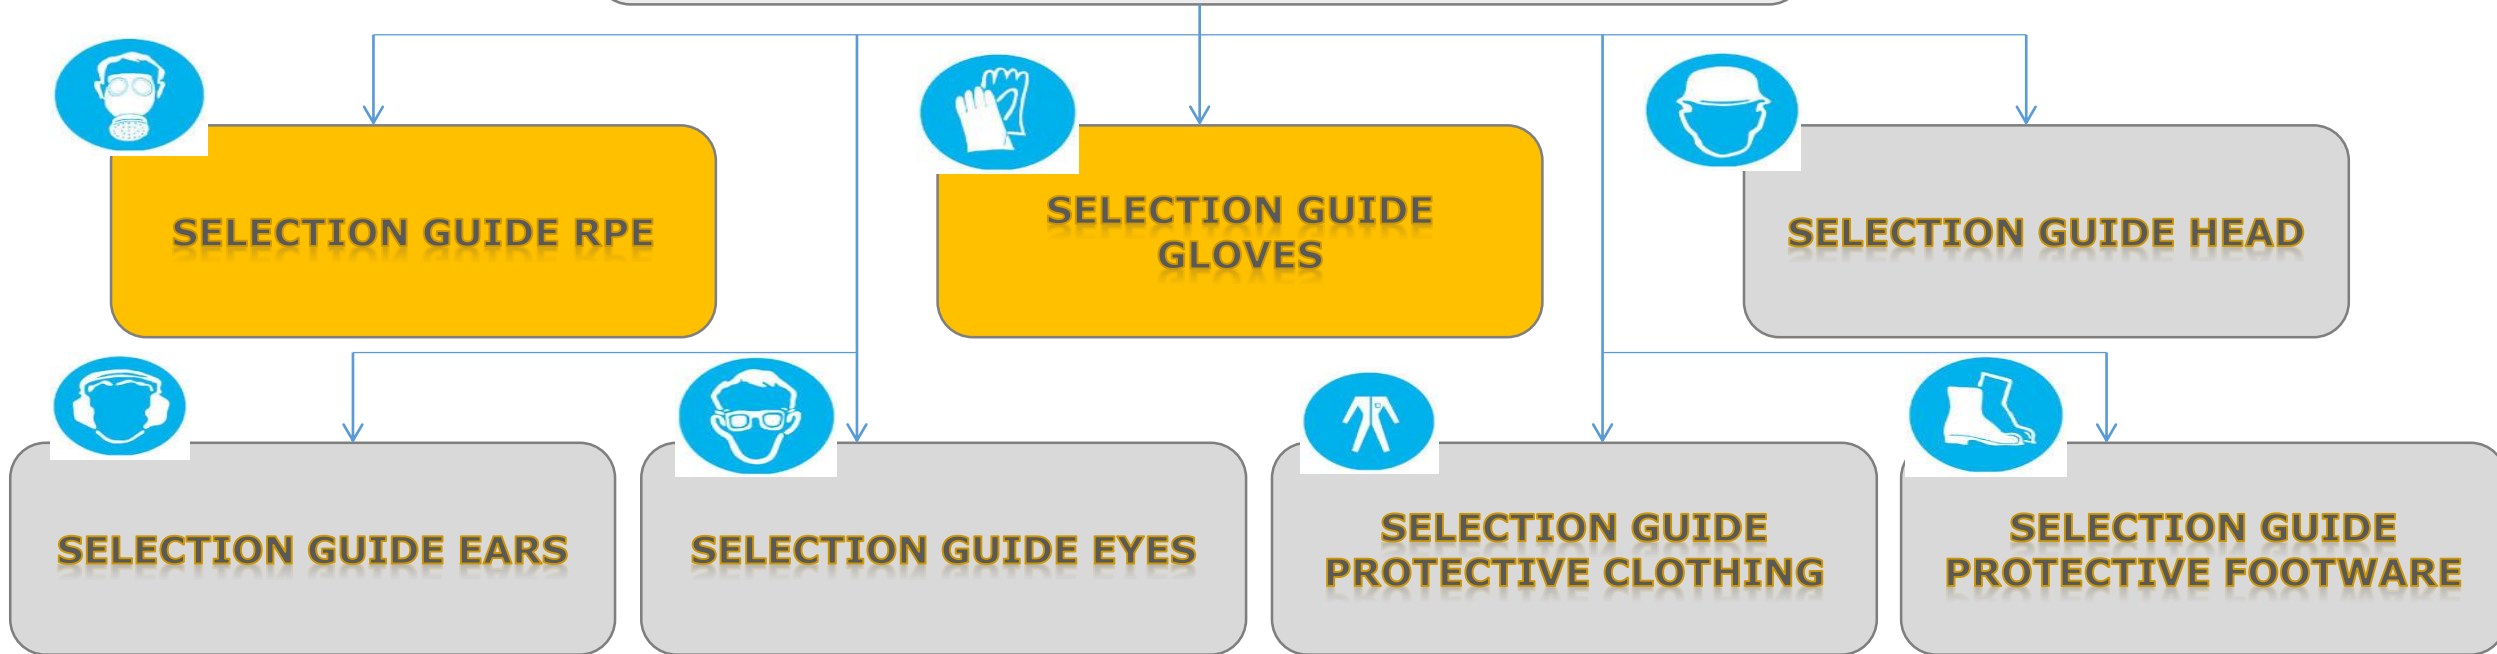 SELECTION GUIDE RPE
SELECTION GUIDE
GLOVES
SELECTION GUIDE HEAD
SELECTION GUIDE EARS
SELECTION GUIDE EYES
SELECTION GUIDE
PROTECTIVE CLOTHING
SELECTION GUIDE
PROTECTIVE FOOTWARE